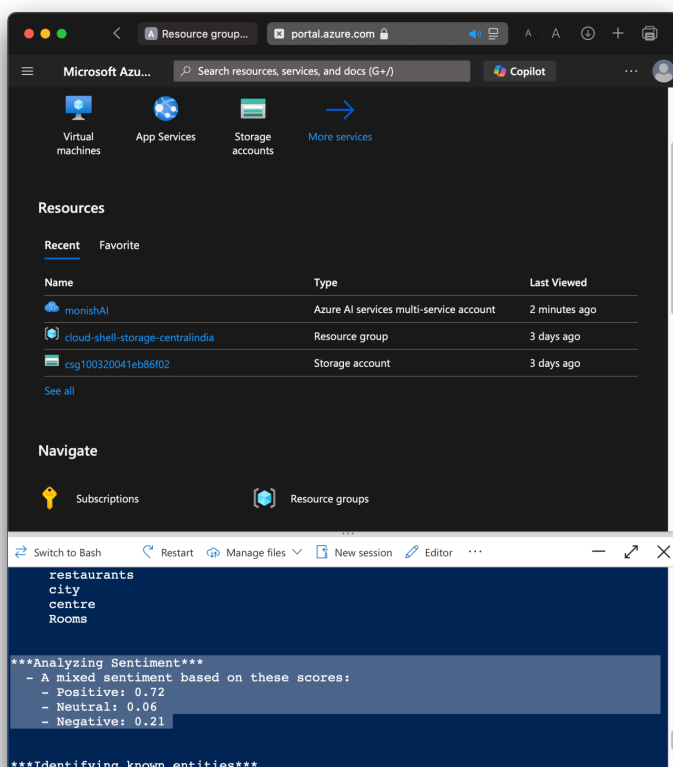 A Resource group...
portal.azure.com
A A
Microsoft Azu...
Search resources, services, and docs (G+/)
Copilot
...
Virtual machines
App Services
Storage accounts
More services
Resources
Recent Favorite
Name Type Last Viewed
monishAI Azure AI services multi-service account 2 minutes ago
cloud-shell-storage-centralindia Resource group 3 days ago
csg100320041eb86f02 Storage account 3 days ago
See all
Navigate
Subscriptions Resource groups
Switch to Bash Restart Manage files New session Editor ...
restaurants
city
centre
Rooms
***Analyzing Sentiment***
- A mixed sentiment based on these scores:
- Positive: 0.72
- Neutral: 0.06
- Negative: 0.21
***Identifying known entities***